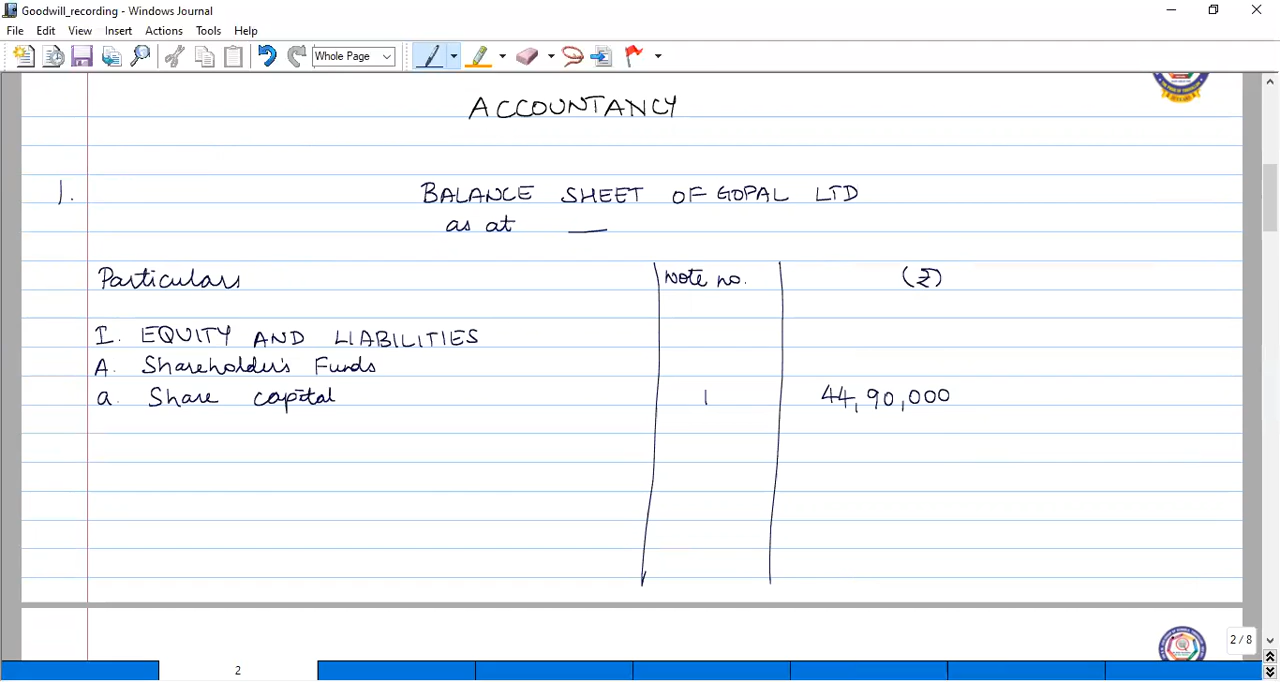 Goodwill_recording - Windows Journal
File Edit View Insert Actions Tools Help
Whole Page
ACCOUNTANCY
1. BALANCE SHEET OF GOPAL LTD
as at __
Particulars Note no. (₹)
I. EQUITY AND LIABILITIES
A. Shareholder's Funds
a. Share capital 1 44,90,000
2 / 8
2